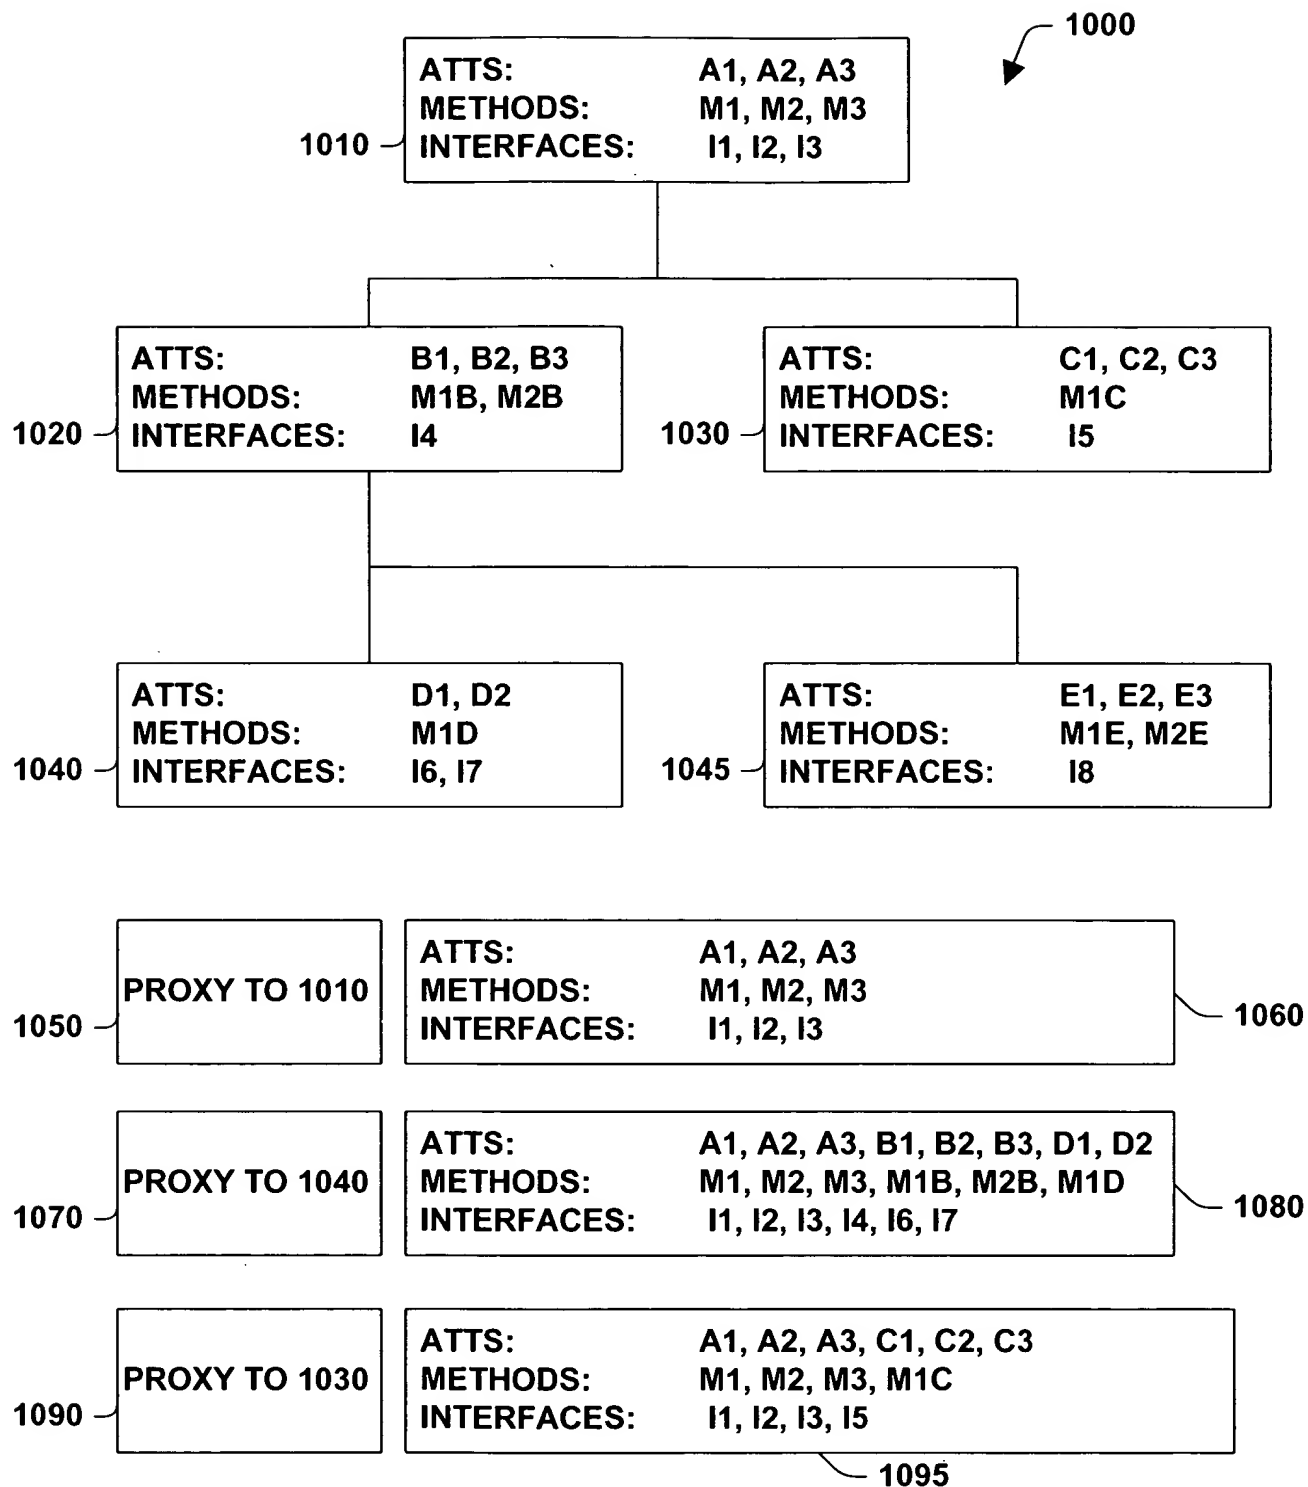 1000
ATTS: A1, A2, A3
METHODS: M1, M2, M3
INTERFACES: I1, I2, I3
1010
ATTS: B1, B2, B3
METHODS: M1B, M2B
INTERFACES: I4
1020
ATTS: C1, C2, C3
METHODS: M1C
INTERFACES: I5
1030
ATTS: D1, D2
METHODS: M1D
INTERFACES: I6, I7
1040
ATTS: E1, E2, E3
METHODS: M1E, M2E
INTERFACES: I8
1045
PROXY TO 1010
1050
ATTS: A1, A2, A3
METHODS: M1, M2, M3
INTERFACES: I1, I2, I3
1060
PROXY TO 1040
1070
ATTS: A1, A2, A3, B1, B2, B3, D1, D2
METHODS: M1, M2, M3, M1B, M2B, M1D
INTERFACES: I1, I2, I3, I4, I6, I7
1080
PROXY TO 1030
1090
ATTS: A1, A2, A3, C1, C2, C3
METHODS: M1, M2, M3, M1C
INTERFACES: I1, I2, I3, I5
1095